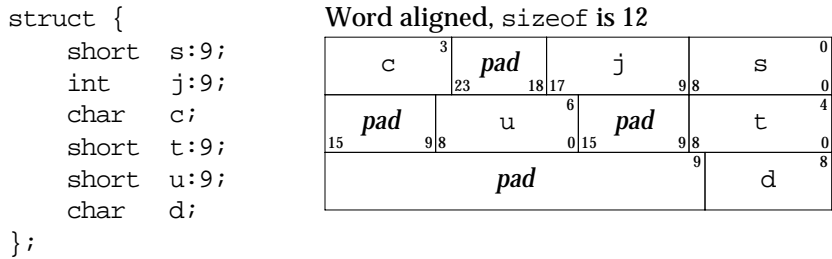 struct {
short s:9;
int j:9;
char c;
short t:9;
short u:9;
char d;
};
Word aligned, sizeof is 12
c 3 pad j s 0
23 18 17 9 8 0
pad u 6 pad t 4
15 9 8 0 15 9 8 0
pad 9 d 8